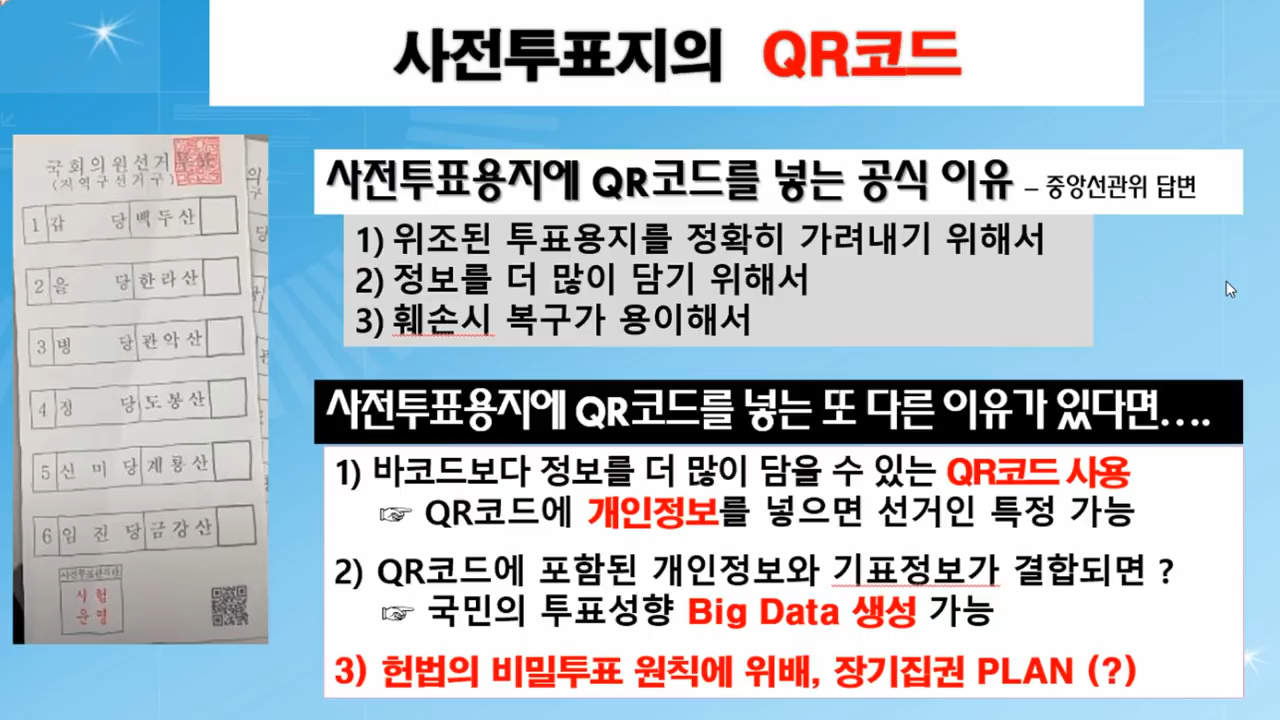 사전투표지의 QR코드
국회의원선거투표
(지역구선거구)
1 갑 당 백두산
2 을 당 한라산
3 병 당 관악산
4 정 당 도봉산
5 신 미 당 계룡산
6 임 진 당 금강산
사전투표관리관
시 험
운 영
사전투표용지에 QR코드를 넣는 공식 이유 – 중앙선관위 답변
1) 위조된 투표용지를 정확히 가려내기 위해서
2) 정보를 더 많이 담기 위해서
3) 훼손시 복구가 용이해서
사전투표용지에 QR코드를 넣는 또 다른 이유가 있다면....
1) 바코드보다 정보를 더 많이 담을 수 있는 QR코드 사용
☞ QR코드에 개인정보를 넣으면 선거인 특정 가능
2) QR코드에 포함된 개인정보와 기표정보가 결합되면 ?
☞ 국민의 투표성향 Big Data 생성 가능
3) 헌법의 비밀투표 원칙에 위배, 장기집권 PLAN (?)